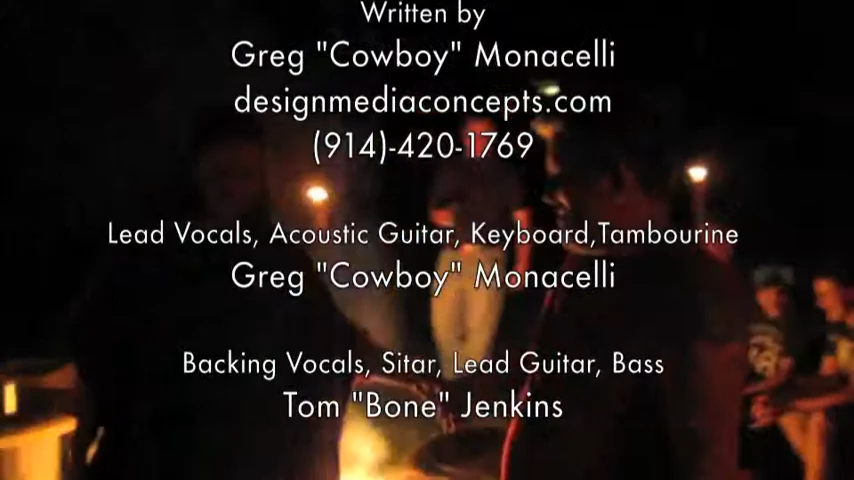 Written by
Greg "Cowboy" Monacelli
designmediaconcepts.com
(914)-420-1769
Lead Vocals, Acoustic Guitar, Keyboard,Tambourine
Greg "Cowboy" Monacelli
Backing Vocals, Sitar, Lead Guitar, Bass
Tom "Bone" Jenkins